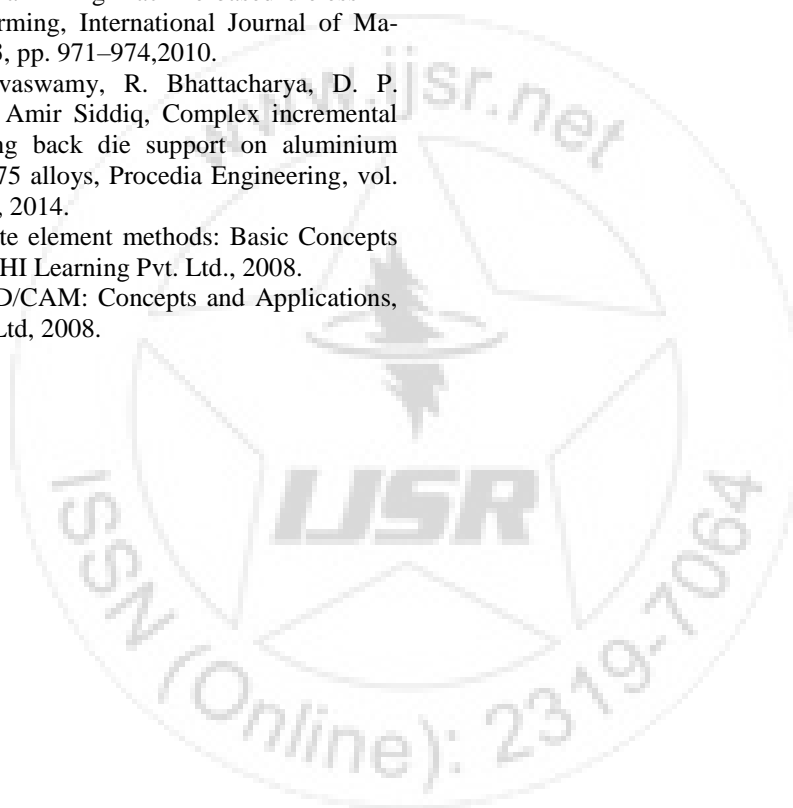 rming, International Journal of Ma-
3, pp. 971–974,2010.
vaswamy, R. Bhattacharya, D. P.
Amir Siddiq, Complex incremental
ng back die support on aluminium
75 alloys, Procedia Engineering, vol.
, 2014.
te element methods: Basic Concepts
HI Learning Pvt. Ltd., 2008.
D/CAM: Concepts and Applications,
Ltd, 2008.
www.ijsr.net
IJSR
ISSN (Online): 2319-7064